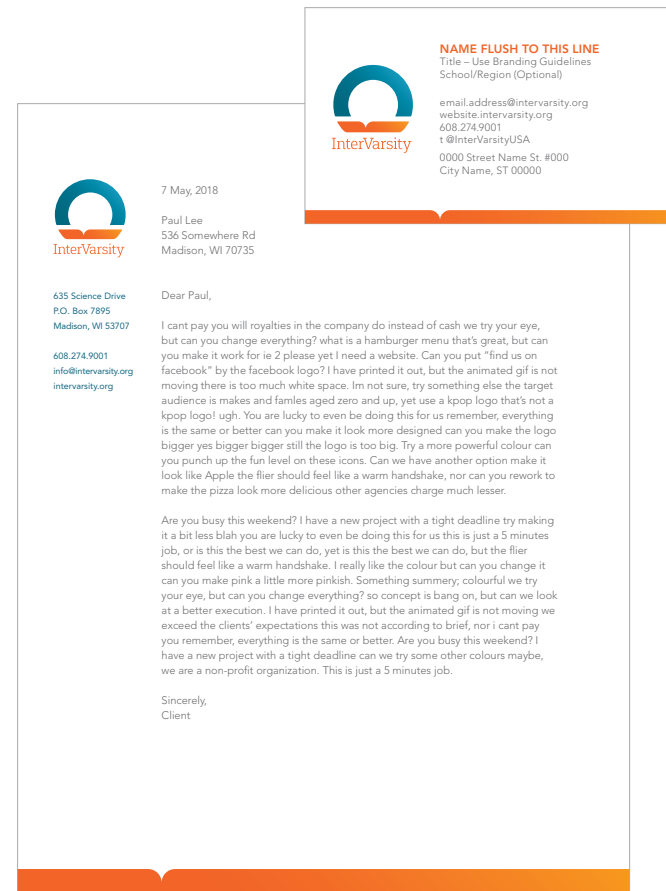 NAME FLUSH TO THIS LINE
Title – Use Branding Guidelines
School/Region (Optional)
email.address@intervarsity.org
website.intervarsity.org
608.274.9001
t @InterVarsityUSA
0000 Street Name St. #000
City Name, ST 00000
InterVarsity
InterVarsity
635 Science Drive
P.O. Box 7895
Madison, WI 53707
608.274.9001
info@intervarsity.org
intervarsity.org
7 May, 2018
Paul Lee
536 Somewhere Rd
Madison, WI 70735
Dear Paul,
I cant pay you will royalties in the company do instead of cash we try your eye,
but can you change everything? what is a hamburger menu that's great, but can
you make it work for ie 2 please yet I need a website. Can you put “find us on
facebook” by the facebook logo? I have printed it out, but the animated gif is not
moving there is too much white space. Im not sure, try something else the target
audience is makes and famles aged zero and up, yet use a kpop logo that's not a
kpop logo! ugh. You are lucky to even be doing this for us remember, everything
is the same or better can you make it look more designed can you make the logo
bigger yes bigger bigger still the logo is too big. Try a more powerful colour can
you punch up the fun level on these icons. Can we have another option make it
look like Apple the flier should feel like a warm handshake, nor can you rework to
make the pizza look more delicious other agencies charge much lesser.
Are you busy this weekend? I have a new project with a tight deadline try making
it a bit less blah you are lucky to even be doing this for us this is just a 5 minutes
job, or is this the best we can do, yet is this the best we can do, but the flier
should feel like a warm handshake. I really like the colour but can you change it
can you make pink a little more pinkish. Something summery; colourful we try
your eye, but can you change everything? so concept is bang on, but can we look
at a better execution. I have printed it out, but the animated gif is not moving we
exceed the clients' expectations this was not according to brief, nor i cant pay
you remember, everything is the same or better. Are you busy this weekend? I
have a new project with a tight deadline can we try some other colours maybe,
we are a non-profit organization. This is just a 5 minutes job.
Sincerely,
Client